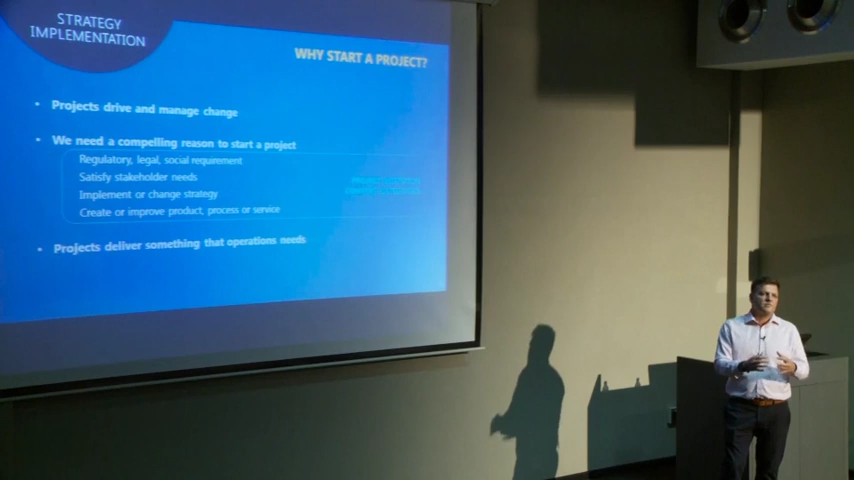 STRATEGY
IMPLEMENTATION
WHY START A PROJECT?
• Projects drive and manage change
• We need a compelling reason to start a project
Regulatory, legal, social requirement
Satisfy stakeholder needs
Implement or change strategy
Create or improve product, process or service
• Projects deliver something that operations needs